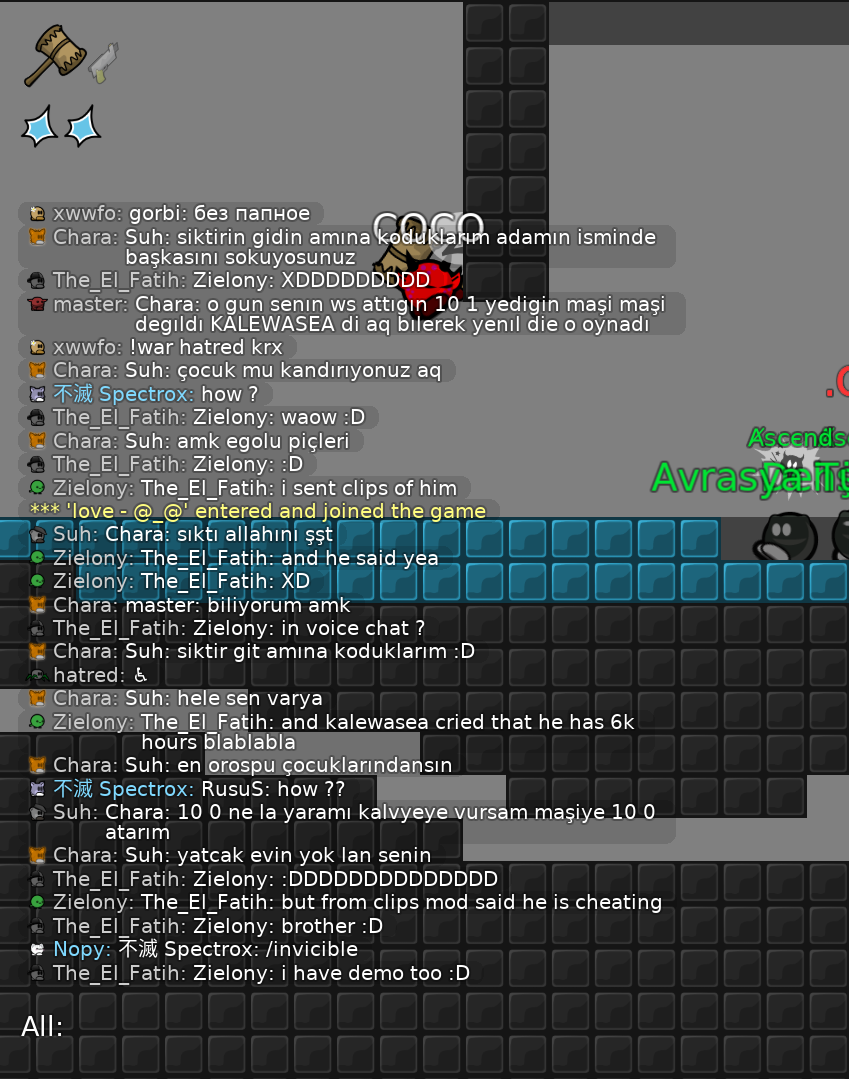 xwwfo: gorbi: без папное
COCO
Chara: Suh: siktirin gidin amına koduklarım adamın isminde
başkasını sokuyosunuz
The_El_Fatih: Zielony: XDDDDDDDDDD
master: Chara: o gun senın ws attıgın 10 1 yedigin maşi maşi
degıldı KALEWASEA di aq bılerek yenıl die o oynadı
xwwfo: !war hatred krx
Chara: Suh: çocuk mu kandırıyonuz aq
不滅 Spectrox: how ?
The_El_Fatih: Zielony: waow :D
Chara: Suh: amk egolu piçleri
The_El_Fatih: Zielony: :D
Zielony: The_El_Fatih: i sent clips of him
Avrasya
*** 'love - @_@' entered and joined the game
Suh: Chara: sıktı allahını şşt
Zielony: The_El_Fatih: and he said yea
Zielony: The_El_Fatih: XD
Chara: master: biliyorum amk
The_El_Fatih: Zielony: in voice chat ?
Chara: Suh: siktir git amına koduklarım :D
hatred: ♿
Chara: Suh: hele sen varya
Zielony: The_El_Fatih: and kalewasea cried that he has 6k
hours blablabla
Chara: Suh: en orospu çocuklarındansın
不滅 Spectrox: RusuS: how ??
Suh: Chara: 10 0 ne la yaramı kalvyeye vursam maşiye 10 0
atarım
Chara: Suh: yatcak evin yok lan senin
The_El_Fatih: Zielony: :DDDDDDDDDDDDDD
Zielony: The_El_Fatih: but from clips mod said he is cheating
The_El_Fatih: Zielony: brother :D
Nopy: 不滅 Spectrox: /invicible
The_El_Fatih: Zielony: i have demo too :D
All: